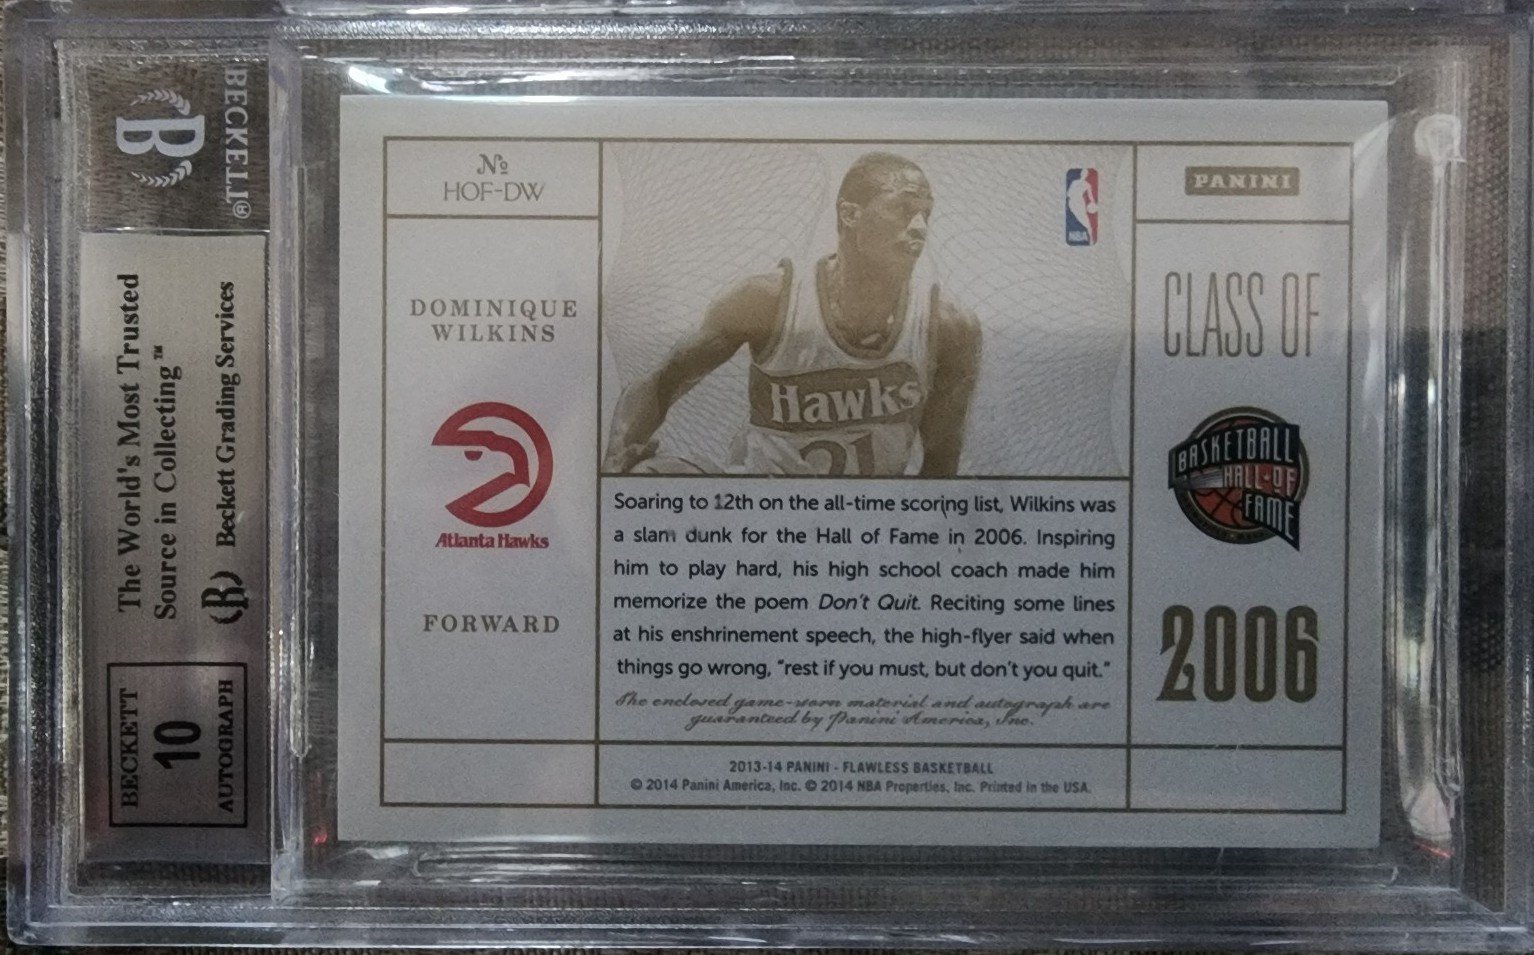 BECKETT®
B
The World's Most Trusted
Source in Collecting™
B Beckett Grading Services
BECKETT
10
AUTOGRAPH
№
HOF-DW
DOMINIQUE
WILKINS
Atlanta Hawks
FORWARD
Hawks
21
NBA
Soaring to 12th on the all-time scoring list, Wilkins was
a slam dunk for the Hall of Fame in 2006. Inspiring
him to play hard, his high school coach made him
memorize the poem Don't Quit. Reciting some lines
at his enshrinement speech, the high-flyer said when
things go wrong, "rest if you must, but don't you quit."
The enclosed game-worn material and autograph are
guaranteed by Panini America, Inc.
2013-14 PANINI - FLAWLESS BASKETBALL
© 2014 Panini America, Inc. © 2014 NBA Properties, Inc. Printed in the USA.
PANINI
CLASS OF
BASKETBALL
HALL-OF
FAME
2006